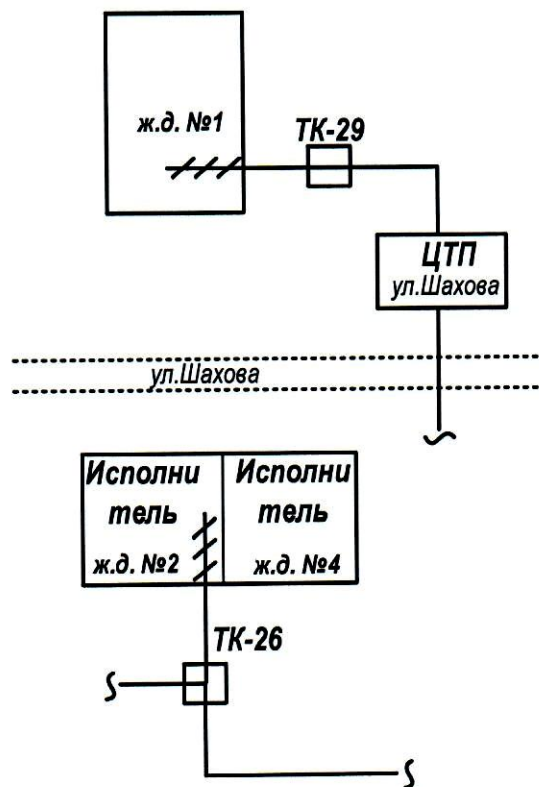 ж.д. №1
ТК-29
ЦТП
ул.Шахова
ул.Шахова
Исполни
тель
ж.д. №2
Исполни
тель
ж.д. №4
ТК-26